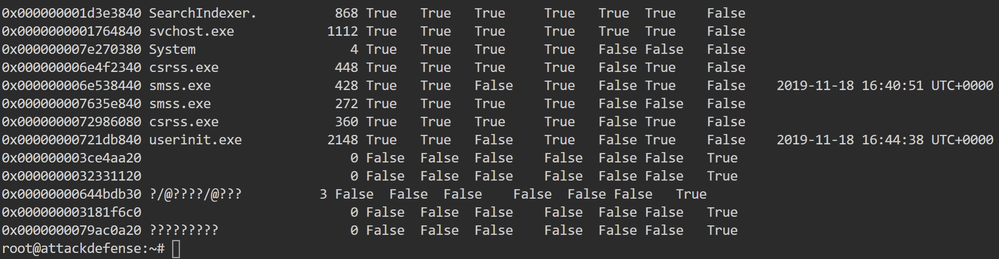 0x000000001d3e3840 SearchIndexer.          868 True   True   True     True   True  True    False
0x0000000001764840 svchost.exe            1112 True   True   True     True   True  True    False
0x000000007e270380 System                    4 True   True   True     True   False False   False
0x000000006e4f2340 csrss.exe               448 True   True   True     True   False True    False
0x000000006e538440 smss.exe                428 True   True   False    True   False True    False    2019-11-18 16:40:51 UTC+0000
0x000000007635e840 smss.exe                272 True   True   True     True   False False   False
0x0000000072986080 csrss.exe               360 True   True   True     True   False True    False
0x00000000721db840 userinit.exe           2148 True   True   False    True   False True    False    2019-11-18 16:44:38 UTC+0000
0x000000003ce4aa20                           0 False  False  False    False  False False   True
0x0000000032331120                           0 False  False  False    False  False False   True
0x00000000644bdb30 ?/@????/@???          3 False  False  False    False  False False   True
0x000000003181f6c0                           0 False  False  False    False  False False   True
0x0000000079ac0a20 ?????????                 0 False  False  False    False  False False   True
root@attackdefense:~#